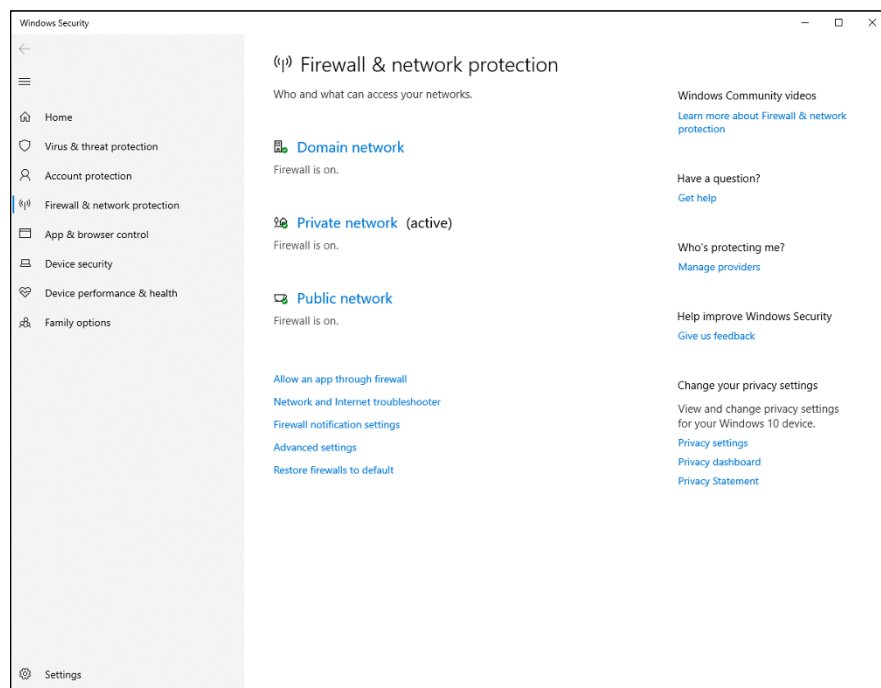 Windows Security
Home
Virus & threat protection
Account protection
Firewall & network protection
App & browser control
Device security
Device performance & health
Family options
Settings
Firewall & network protection
Who and what can access your networks.
Domain network
Firewall is on.
Private network (active)
Firewall is on.
Public network
Firewall is on.
Allow an app through firewall
Network and Internet troubleshooter
Firewall notification settings
Advanced settings
Restore firewalls to default
Windows Community videos
Learn more about Firewall & network
protection
Have a question?
Get help
Who's protecting me?
Manage providers
Help improve Windows Security
Give us feedback
Change your privacy settings
View and change privacy settings
for your Windows 10 device.
Privacy settings
Privacy dashboard
Privacy Statement